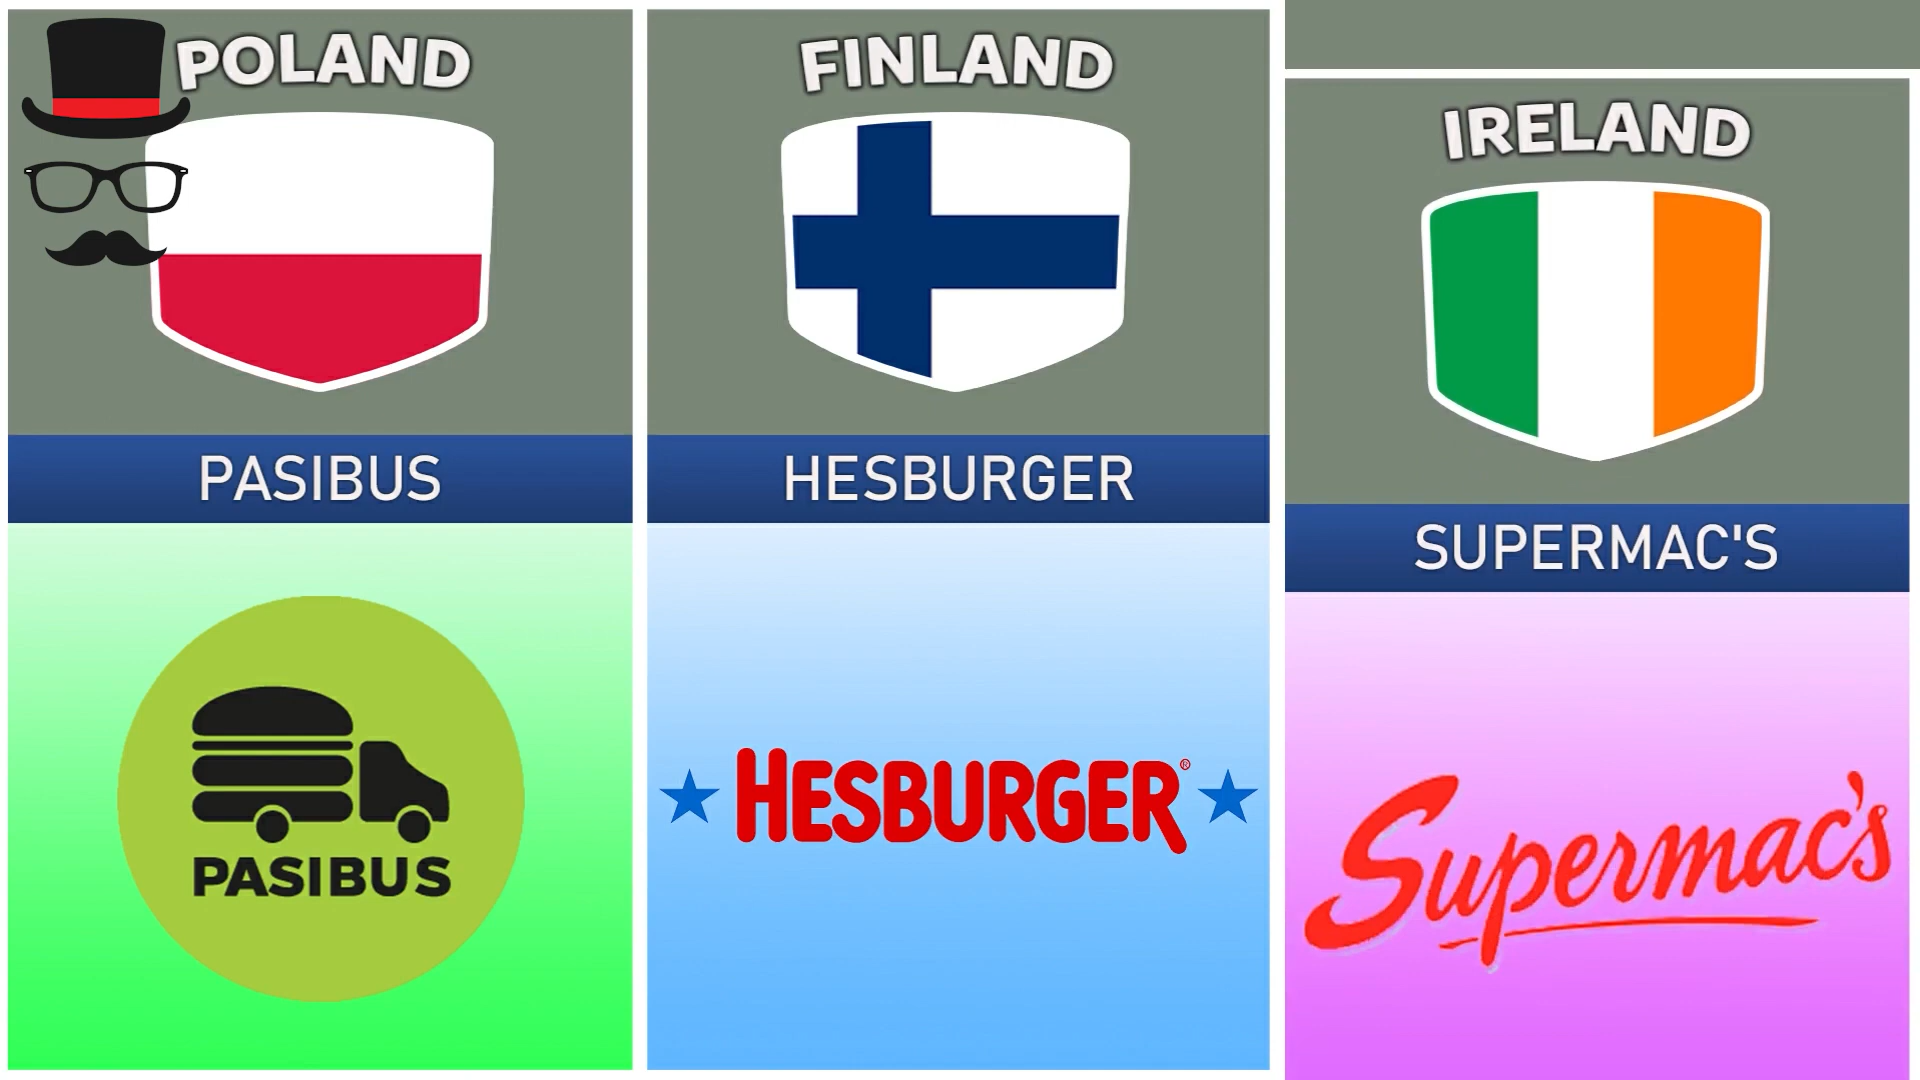 POLAND
PASIBUS
PASIBUS
FINLAND
HESBURGER
HESBURGER®
IRELAND
SUPERMAC'S
Supermac's